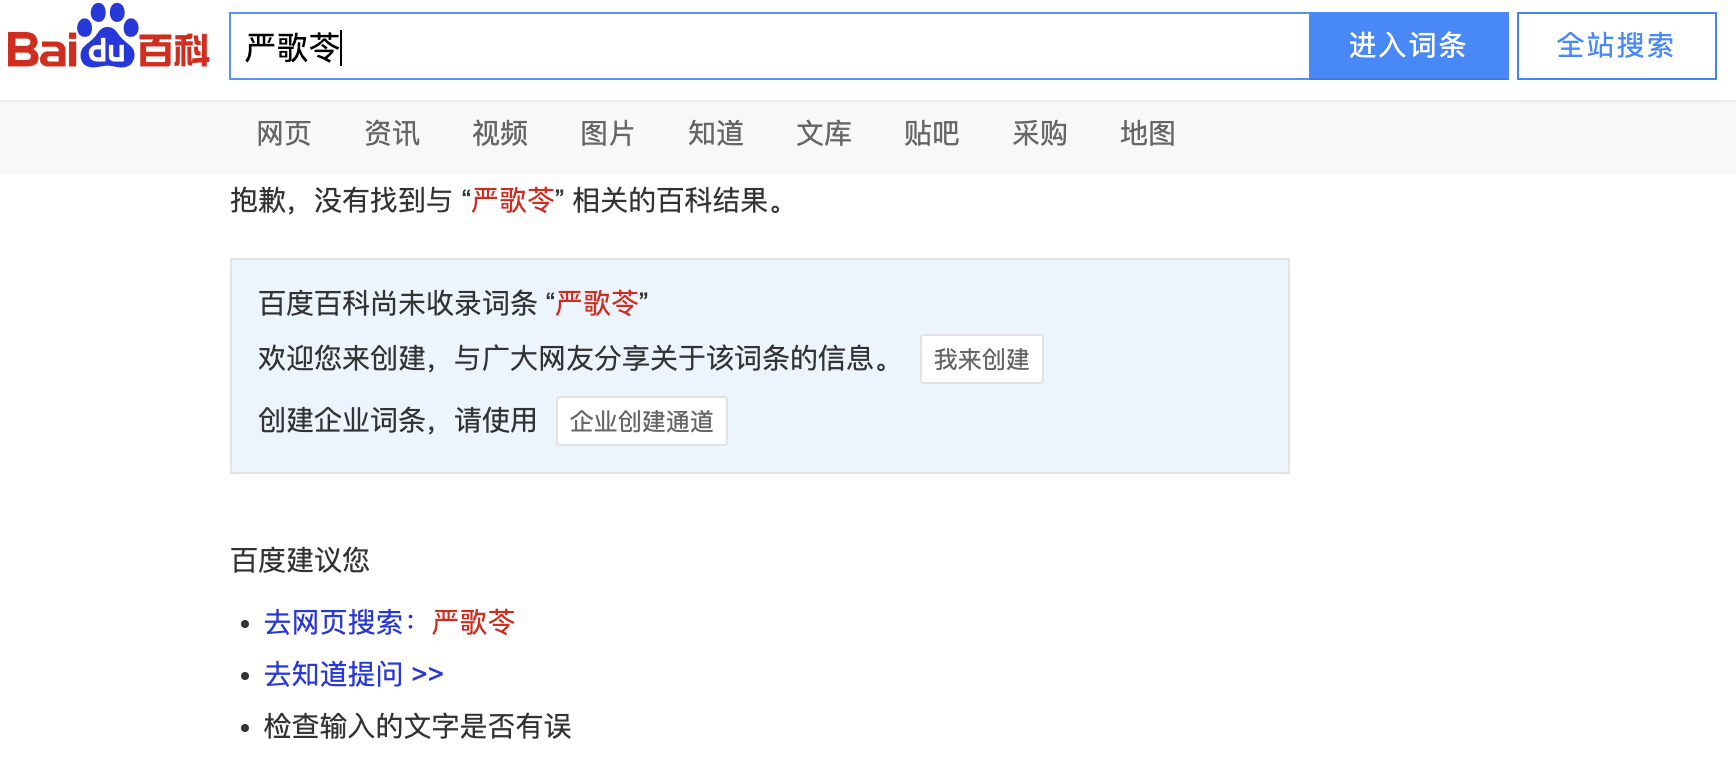 Baidu百科 严歌苓 进入词条 全站搜索
网页 资讯 视频 图片 知道 文库 贴吧 采购 地图
抱歉，没有找到与 “严歌苓” 相关的百科结果。
百度百科尚未收录词条 “严歌苓”
欢迎您来创建，与广大网友分享关于该词条的信息。 我来创建
创建企业词条，请使用 企业创建通道
百度建议您
• 去网页搜索：严歌苓
• 去知道提问 >>
• 检查输入的文字是否有误